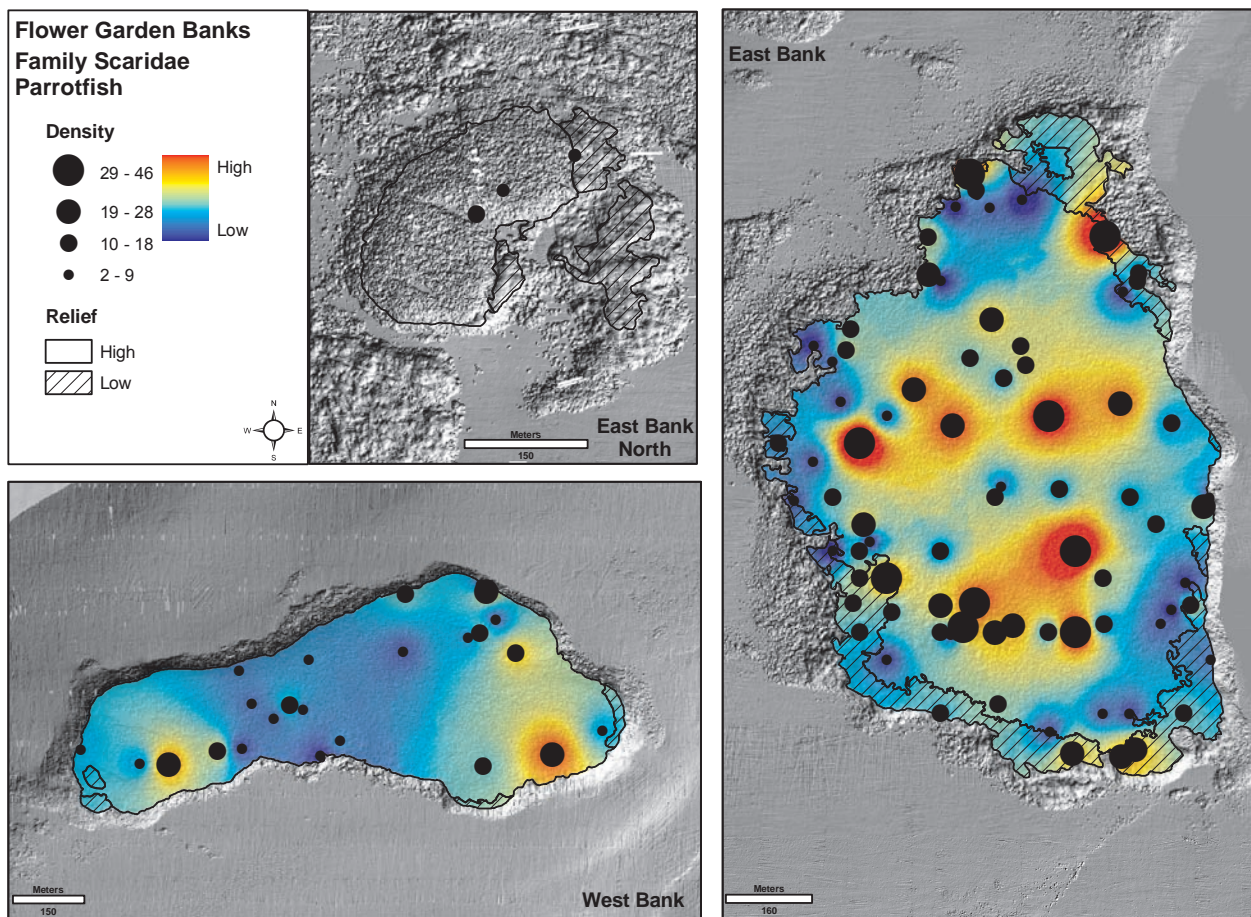 Flower Garden Banks
Family Scaridae
Parrotfish
Density
29 - 46
19 - 28
10 - 18
2 - 9
High
Low
Relief
High
Low
N
W E
S
Meters
150
East Bank
North
East Bank
Meters
160
Meters
150
West Bank